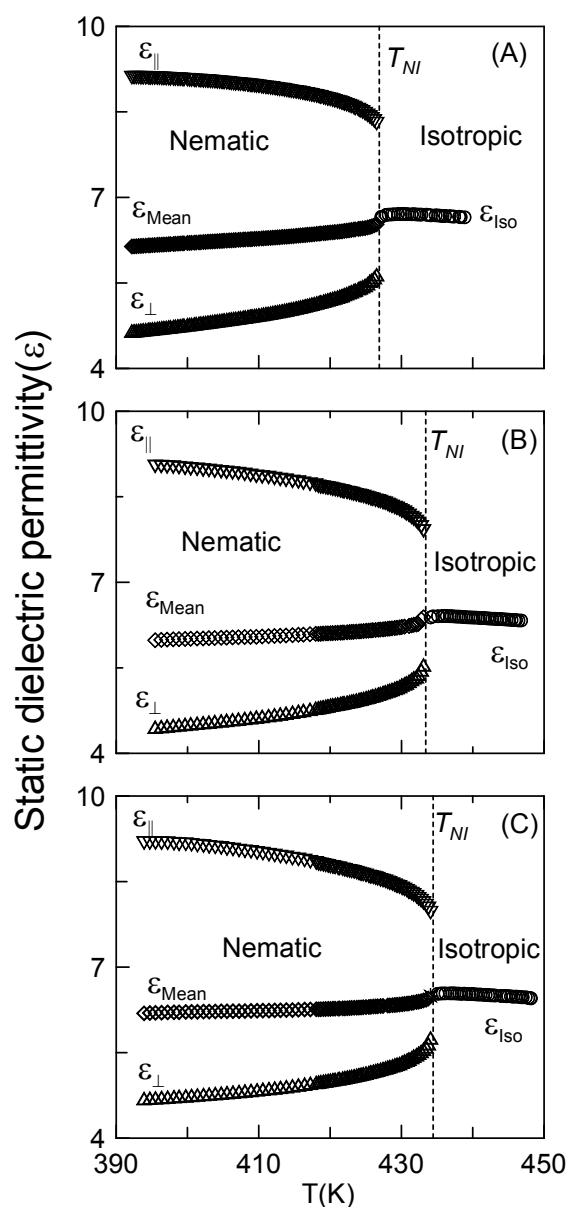 Static dielectric permittivity(ε)
10
(A)
ε||
T_NI
Nematic
Isotropic
7
ε_Mean
ε_Iso
ε⊥
4
10
(B)
ε||
T_NI
Nematic
Isotropic
7
ε_Mean
ε_Iso
ε⊥
4
10
(C)
ε||
T_NI
Nematic
Isotropic
7
ε_Mean
ε_Iso
ε⊥
4
390 410 430 450
T(K)